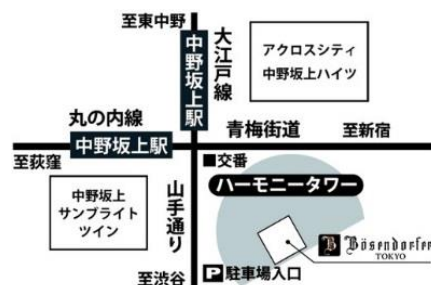 至東中野
中野坂上駅
大江戸線
アクロスシティ
中野坂上ハイツ
丸の内線
中野坂上駅
青梅街道
至新宿
至荻窪
■交番
ハーモニータワー
中野坂上
サンブライト
ツイン
山手通り
B Bösendorfer
TOKYO
P 駐車場入口
至渋谷